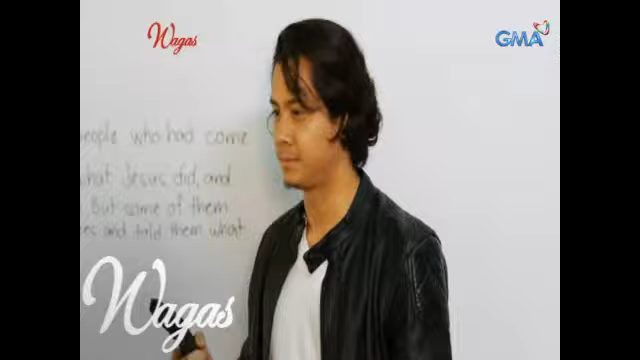 Wagas
GMA
people who had come
what Jesus did, and
. But some of them
es and told them what
Wagas